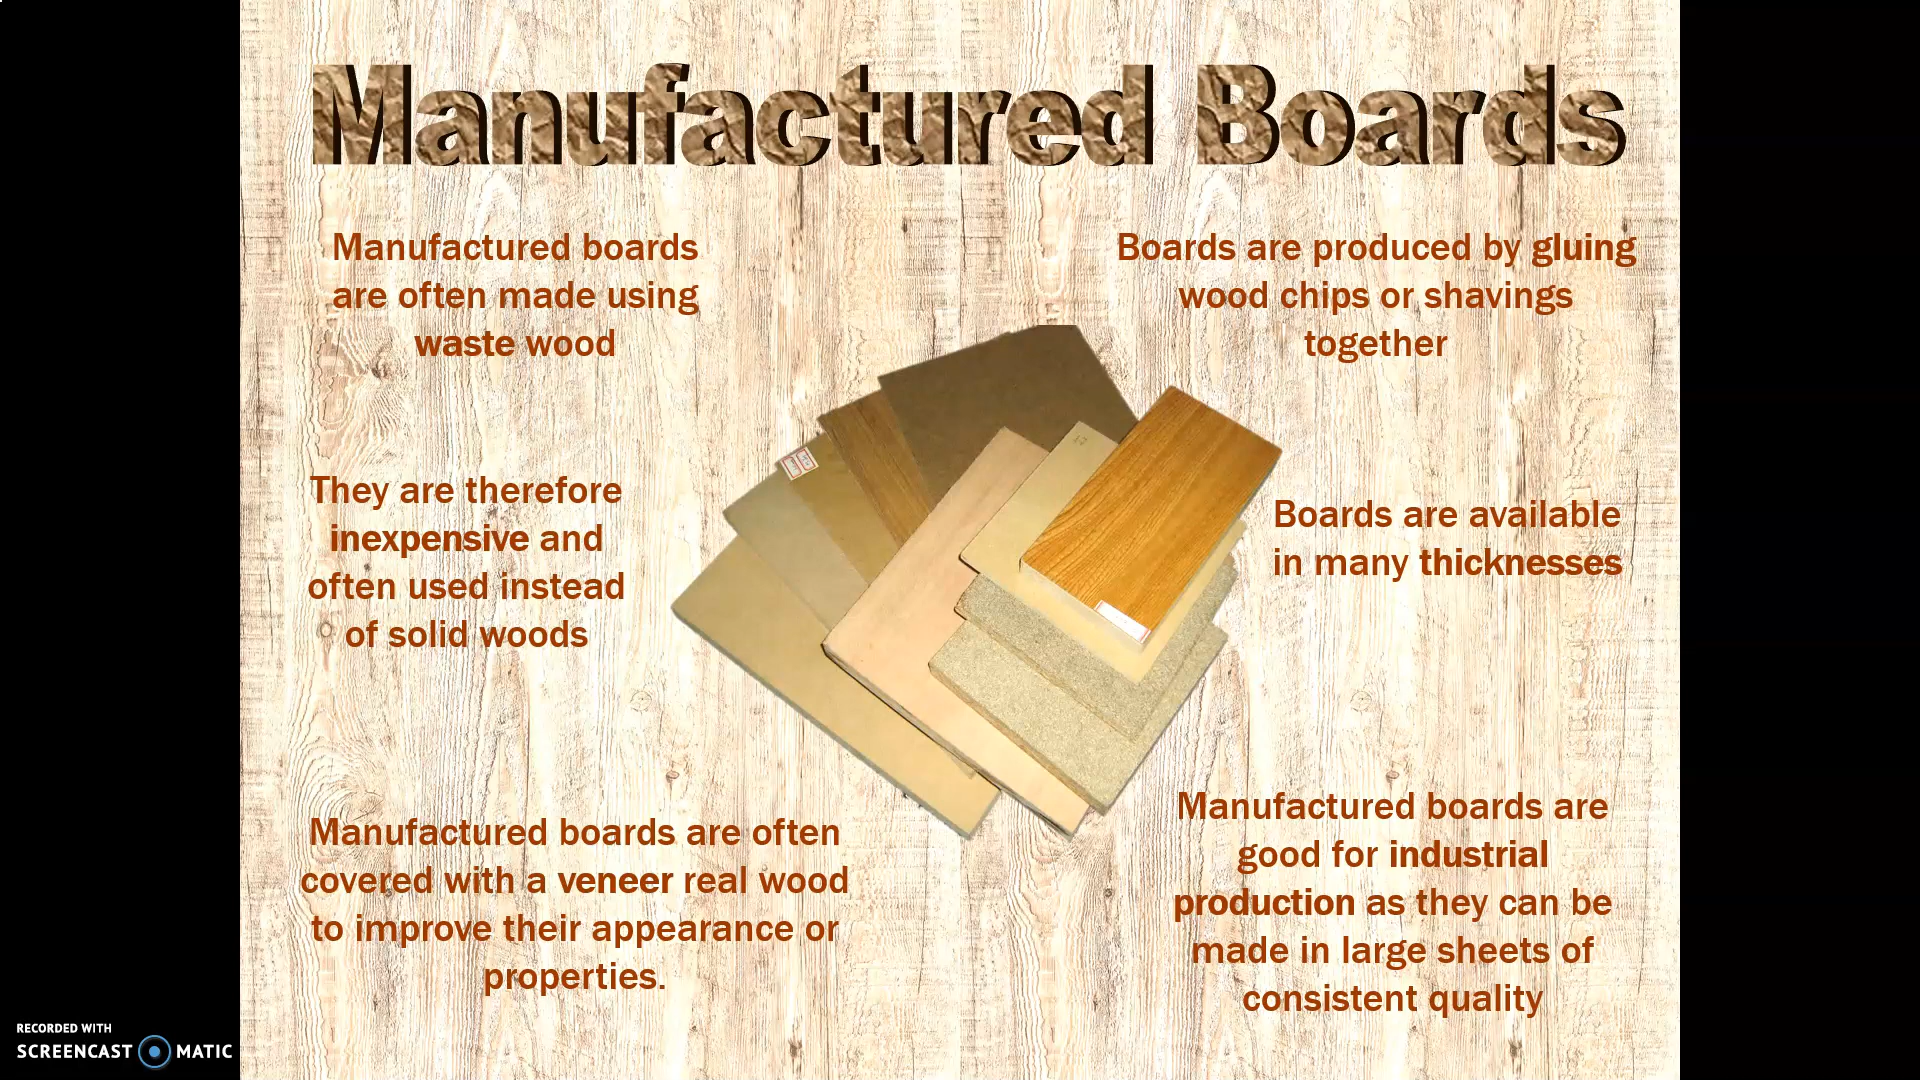 Manufactured Boards
Manufactured boards
are often made using
waste wood
Boards are produced by gluing
wood chips or shavings
together
They are therefore
inexpensive and
often used instead
of solid woods
Boards are available
in many thicknesses
Manufactured boards are often
covered with a veneer real wood
to improve their appearance or
properties.
Manufactured boards are
good for industrial
production as they can be
made in large sheets of
consistent quality
RECORDED WITH
SCREENCAST MATIC